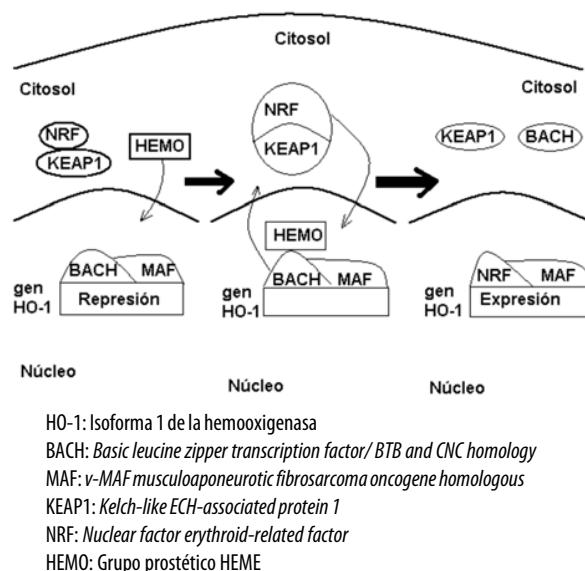 Citosol
Citosol
Citosol
NRF
KEAP1
HEMO
NRF
KEAP1
KEAP1
BACH
HEMO
BACH
MAF
gen
HO-1
Represión
BACH
MAF
gen
HO-1
NRF
MAF
gen
HO-1
Expresión
Núcleo
Núcleo
Núcleo
HO-1: Isoforma 1 de la hemooxigenasa
BACH: Basic leucine zipper transcription factor/ BTB and CNC homology
MAF: v-MAF musculoaponeurotic fibrosarcoma oncogene homologous
KEAP1: Kelch-like ECH-associated protein 1
NRF: Nuclear factor erythroid-related factor
HEMO: Grupo prostético HEME